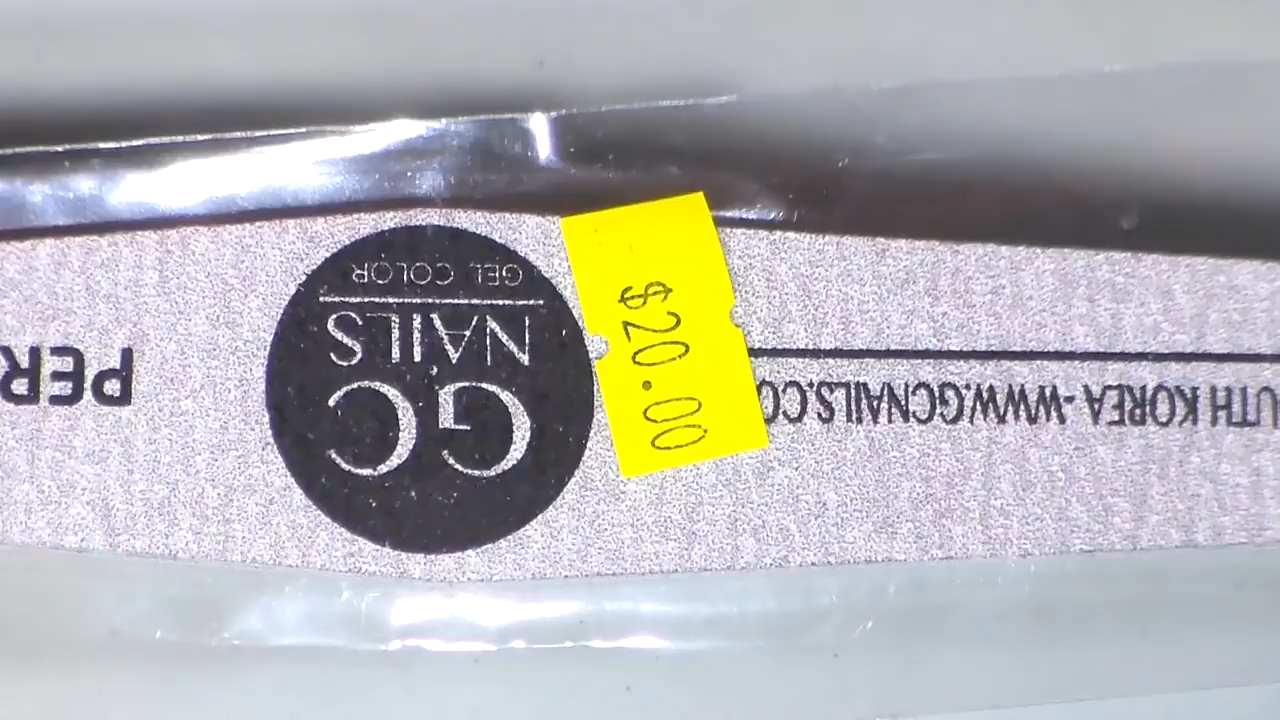 UTH KOREA - WWW.GCNAILS.CO
$20.00
GC
NAILS
GEL COLOR
PER